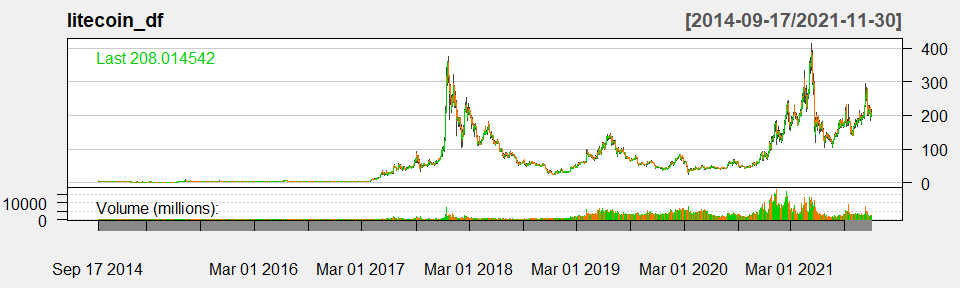 litecoin_df [2014-09-17/2021-11-30]
Last 208.014542
400
300
200
100
0
Volume (millions):
10000
0
Sep 17 2014 Mar 01 2016 Mar 01 2017 Mar 01 2018 Mar 01 2019 Mar 01 2020 Mar 01 2021